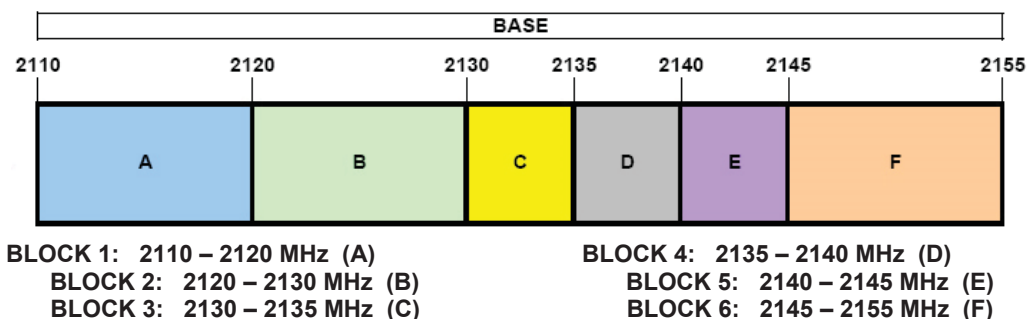 BASE
2110 2120 2130 2135 2140 2145 2155
A B C D E F
BLOCK 1: 2110 – 2120 MHz (A)
BLOCK 2: 2120 – 2130 MHz (B)
BLOCK 3: 2130 – 2135 MHz (C)
BLOCK 4: 2135 – 2140 MHz (D)
BLOCK 5: 2140 – 2145 MHz (E)
BLOCK 6: 2145 – 2155 MHz (F)